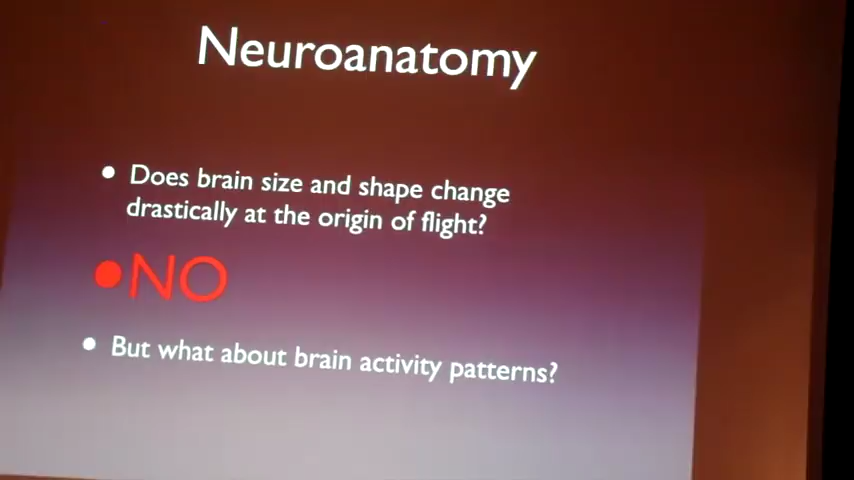 Neuroanatomy
• Does brain size and shape change
drastically at the origin of flight?
• NO
• But what about brain activity patterns?